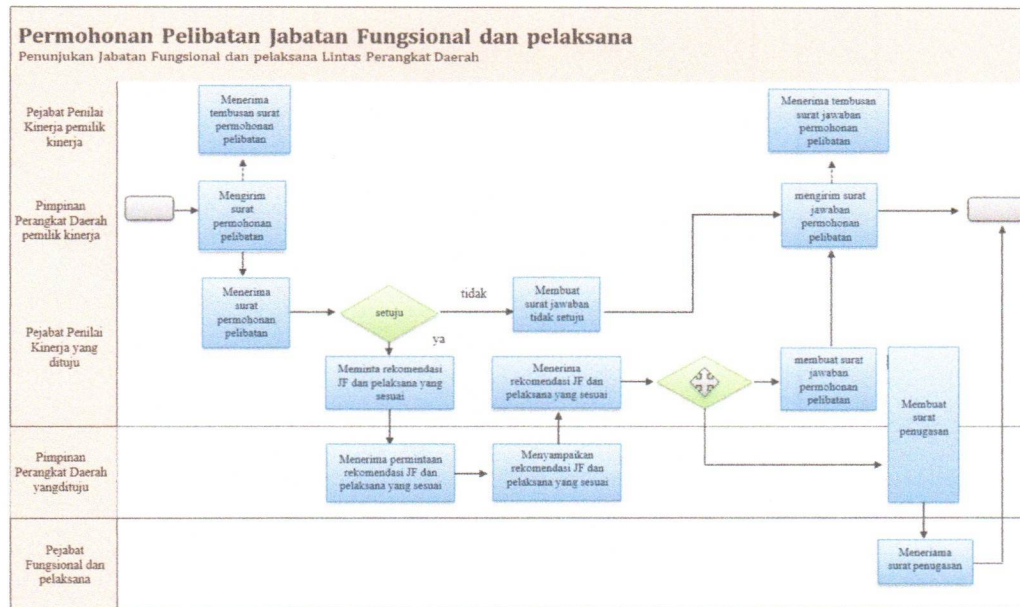 Permohonan Pelibatan Jabatan Fungsional dan pelaksana
Penunjukan Jabatan Fungsional dan pelaksana Lintas Perangkat Daerah
Pejabat Penilai
Kinerja pemilik
kinerja
Menerima
tembusan surat
permohonan
pelibatan
Menerima tembusan
surat jawaban
permohonan
pelibatan
Pimpinan
Perangkat Daerah
pemilik kinerja
Mengirim
surat
permohonan
pelibatan
mengirim surat
jawaban
permohonan
pelibatan
Pejabat Penilai
Kinerja yang
dituju
Menerima
surat
permohonan
pelibatan
setuju
tidak
ya
Membuat
surat jawaban
tidak setuju
Meminta rekomendasi
JF dan pelaksana yang
sesuai
Menerima
rekomendasi JF dan
pelaksana yang sesuai
membuat surat
jawaban
permohonan
pelibatan
Membuat
surat
penugasan
Pimpinan
Perangkat Daerah
yangdituju
Menerima permintaan
rekomendasi JF dan
pelaksana yang sesuai
Menyampaikan
rekomendasi JF dan
pelaksana yang sesuai
Pejabat
Fungsional dan
pelaksana
Meneriama
surat penugasan